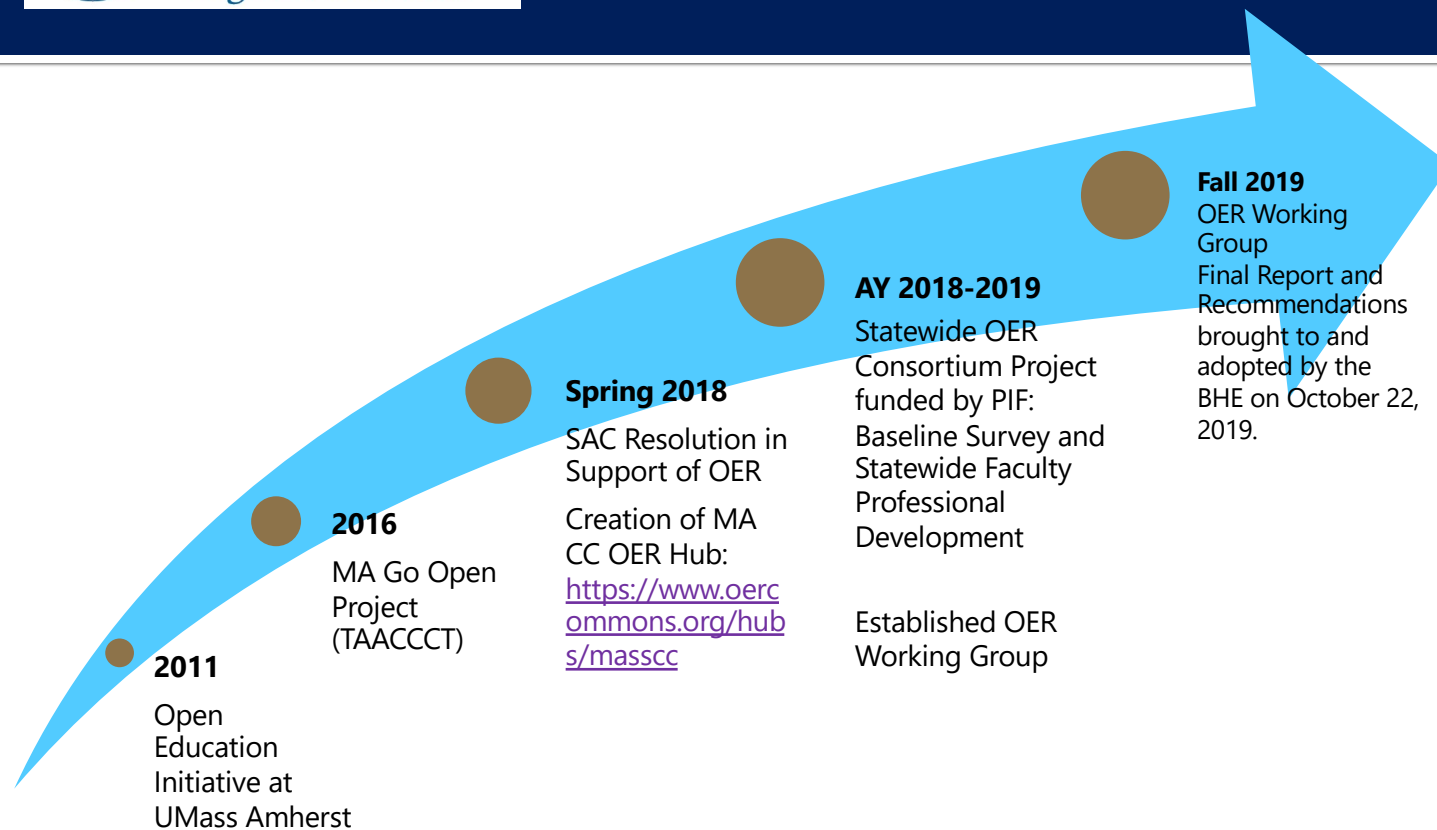 2011
Open
Education
Initiative at
UMass Amherst
2016
MA Go Open
Project
(TAACCCT)
Spring 2018
SAC Resolution in
Support of OER
Creation of MA
CC OER Hub:
https://www.oerc
ommons.org/hub
s/masscc
AY 2018-2019
Statewide OER
Consortium Project
funded by PIF:
Baseline Survey and
Statewide Faculty
Professional
Development
Established OER
Working Group
Fall 2019
OER Working
Group
Final Report and
Recommendations
brought to and
adopted by the
BHE on October 22,
2019.